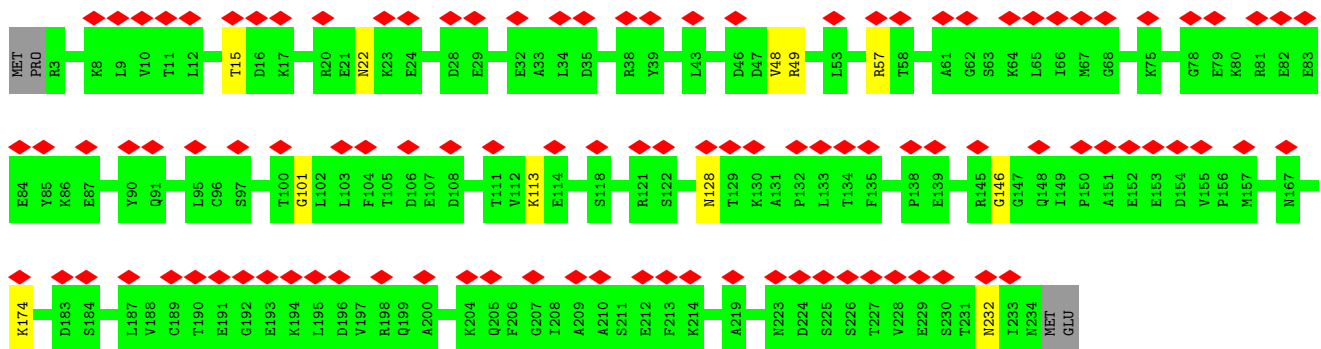 MET PRO R3 K8 L9 V10 T11 L12 T15 D16 K17 R20 E21 N22 K23 E24 D28 E29 E32 A33 L34 D35 R38 Y39 L43 D46 D47 V48 R49 L53 R57 T58 A61 G62 S63 K64 L65 I66 M67 G68 K75 G78 E79 K80 R81 E82 E83
E84 Y85 K86 E87 Y90 Q91 L95 C96 S97 T100 G101 L102 L103 F104 T105 D106 E107 D108 T111 V112 K113 E114 S118 R121 S122 N128 T129 K130 A131 P132 L133 T134 F135 P138 E139 R145 G146 G147 Q148 I149 P150 A151 E152 E153 D154 V155 P156 M157 N167
K174 D183 S184 L187 V188 C189 T190 E191 G192 E193 K194 L195 D196 V197 R198 Q199 A200 K204 Q205 F206 G207 I208 A209 A210 S211 E212 F213 K214 A219 N223 D224 S225 S226 T227 V228 E229 S230 T231 N232 I233 N234 MET GLU